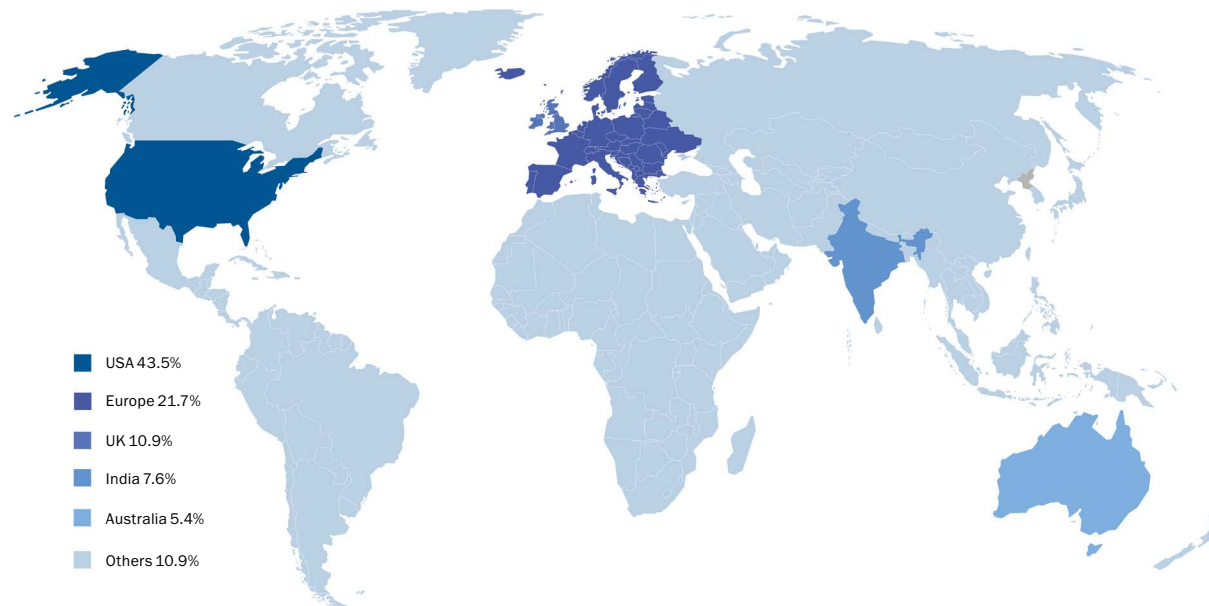 USA 43.5%
Europe 21.7%
UK 10.9%
India 7.6%
Australia 5.4%
Others 10.9%